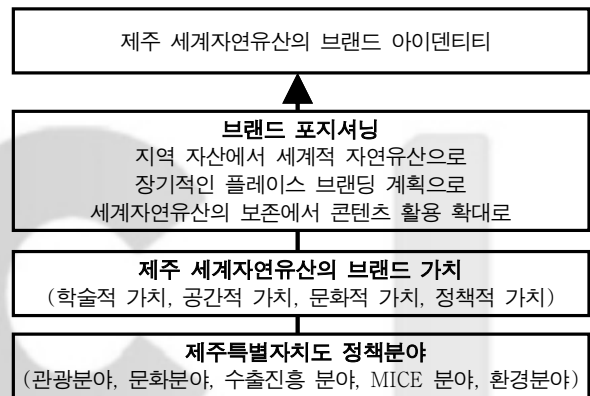 제주 세계자연유산의 브랜드 아이덴티티
브랜드 포지셔닝
지역 자산에서 세계적 자연유산으로
장기적인 플레이스 브랜딩 계획으로
세계자연유산의 보존에서 콘텐츠 활용 확대로
제주 세계자연유산의 브랜드 가치
(학술적 가치, 공간적 가치, 문화적 가치, 정책적 가치)
제주특별자치도 정책분야
(관광분야, 문화분야, 수출진흥 분야, MICE 분야, 환경분야)